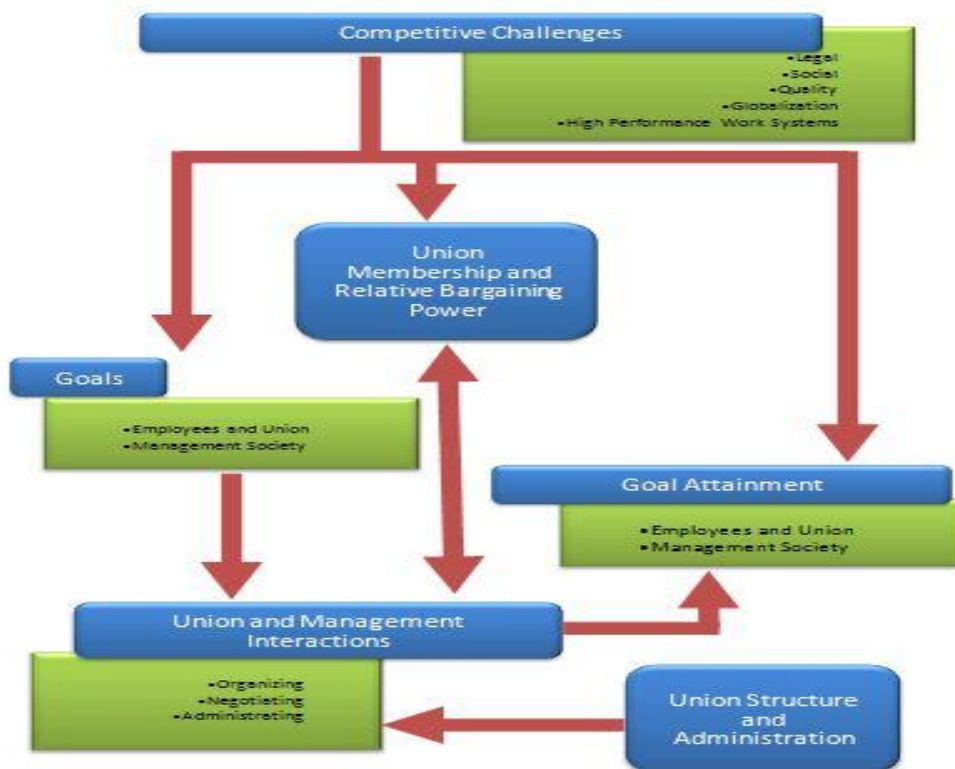 Competitive Challenges
•Legal
•Social
•Quality
•Globalization
•High Performance Work Systems
Union
Membership and
Relative Bargaining
Power
Goals
•Employees and Union
•Management Society
Goal Attainment
•Employees and Union
•Management Society
Union and Management
Interactions
•Organizing
•Negotiating
•Administrating
Union Structure
and
Administration